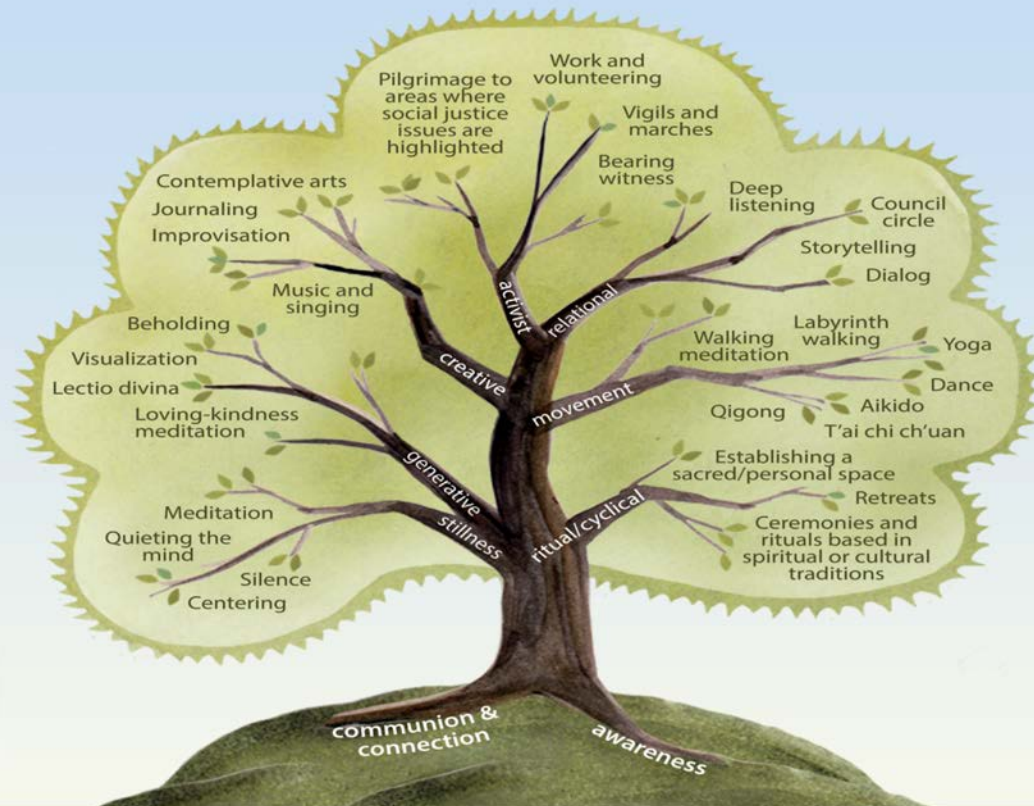 Work and
volunteering
Pilgrimage to
areas where
social justice
issues are
highlighted
Vigils and
marches
Bearing
witness
Deep
listening
Council
circle
Storytelling
Dialog
Contemplative arts
Journaling
Improvisation
Music and
singing
activist
relational
creative
movement
Walking
meditation
Labyrinth
walking
Yoga
Dance
Aikido
Qigong
T'ai chi ch'uan
Beholding
Visualization
Lectio divina
Loving-kindness
meditation
generative
Establishing a
sacred/personal space
Retreats
Ceremonies and
rituals based in
spiritual or cultural
traditions
ritual/cyclical
stillness
Meditation
Quieting the
mind
Silence
Centering
communion &
connection
awareness